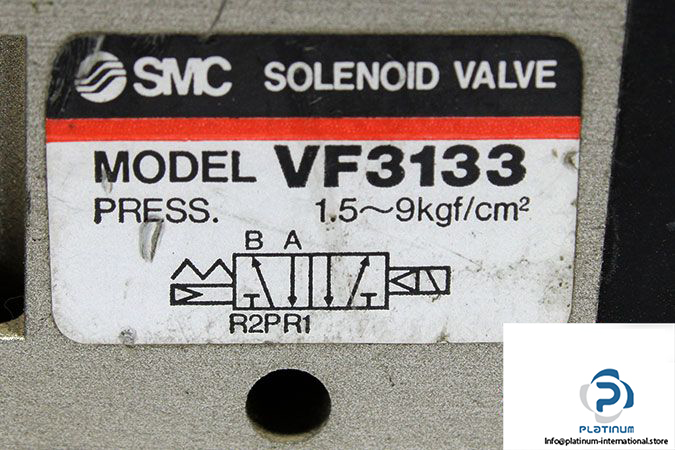 SMC SOLENOID VALVE
MODEL VF3133
PRESS. 1.5～9kgf/cm²
B A
R2PR1
PLATINUM
Info@platinum-international.store